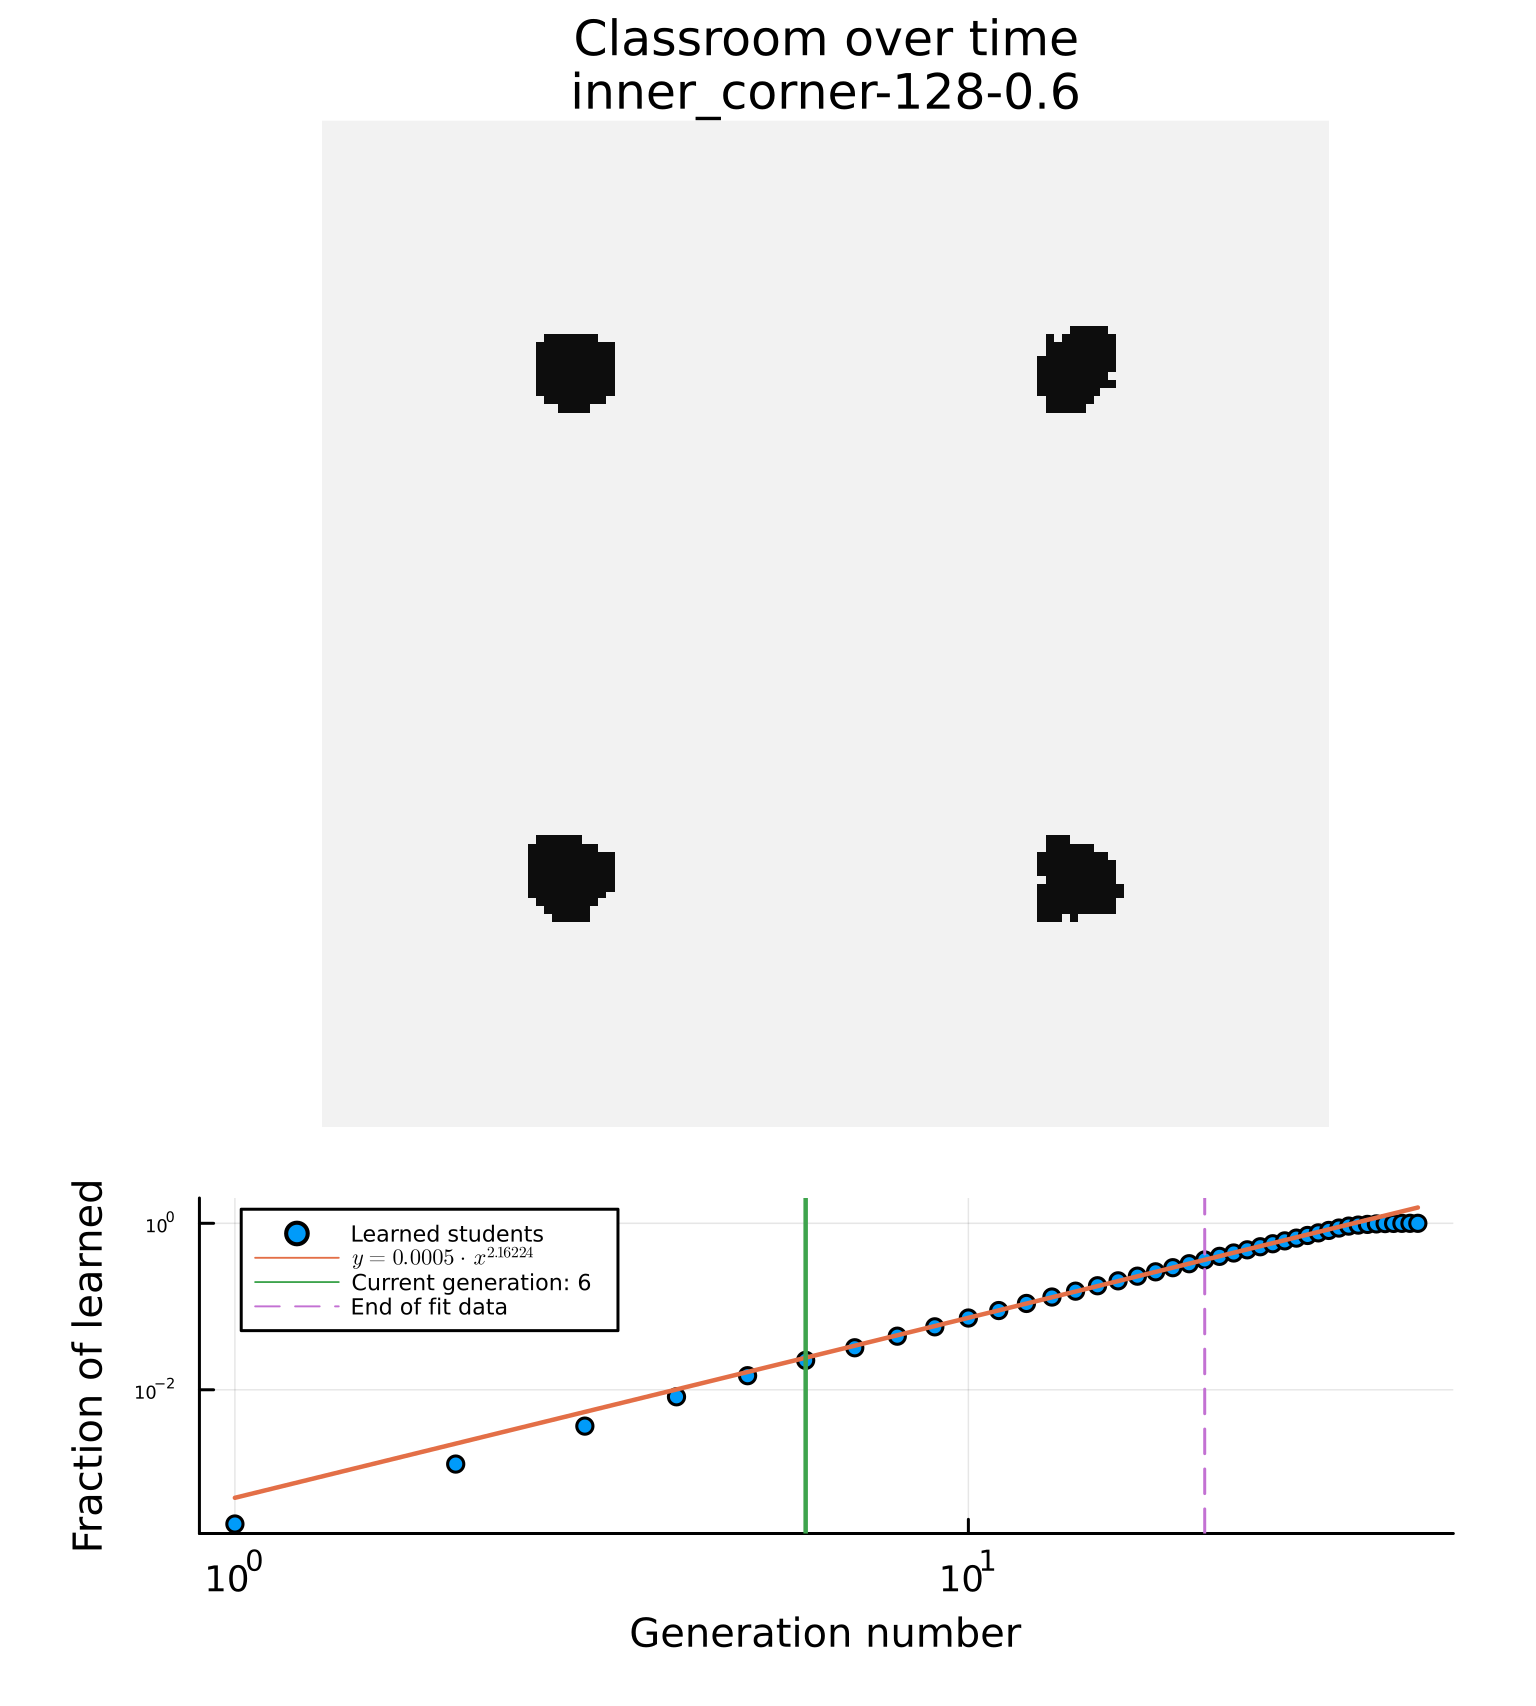 Classroom over time
inner_corner-128-0.6
Fraction of learned
10^0
10^-2
Learned students
y = 0.0005 · x^2.16224
Current generation: 6
End of fit data
10^0
10^1
Generation number